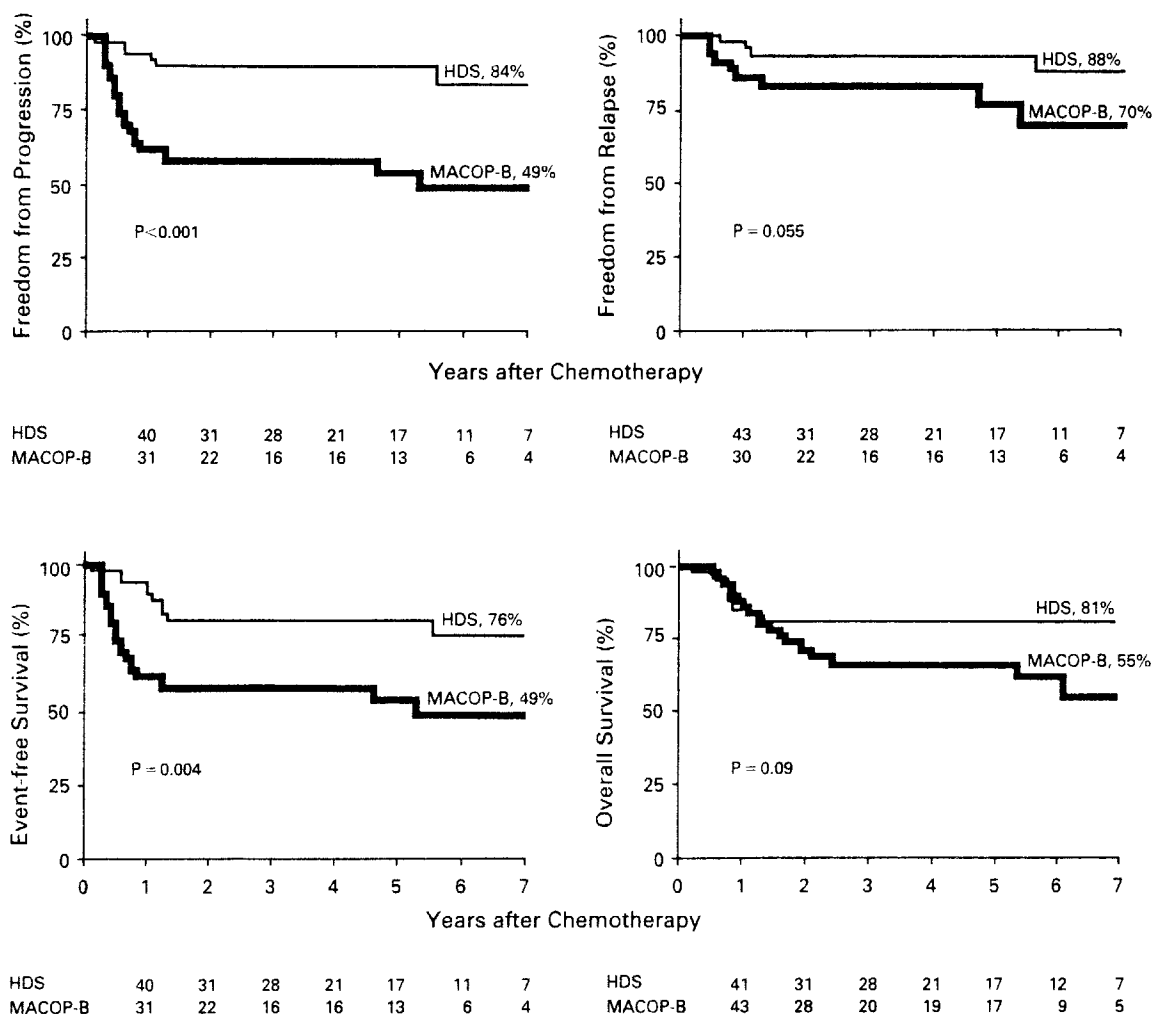 Freedom from Progression (%)
100
75
50
25
0
HDS, 84%
MACOP-B, 49%
P<0.001
Freedom from Relapse (%)
100
75
50
25
0
HDS, 88%
MACOP-B, 70%
P = 0.055
Years after Chemotherapy
HDS 40 31 28 21 17 11 7
MACOP-B 31 22 16 16 13 6 4
HDS 43 31 28 21 17 11 7
MACOP-B 30 22 16 16 13 6 4
Event-free Survival (%)
100
75
50
25
0
HDS, 76%
MACOP-B, 49%
P = 0.004
0 1 2 3 4 5 6 7
Overall Survival (%)
100
75
50
25
0
HDS, 81%
MACOP-B, 55%
P = 0.09
0 1 2 3 4 5 6 7
Years after Chemotherapy
HDS 40 31 28 21 17 11 7
MACOP-B 31 22 16 16 13 6 4
HDS 41 31 28 21 17 12 7
MACOP-B 43 28 20 19 17 9 5